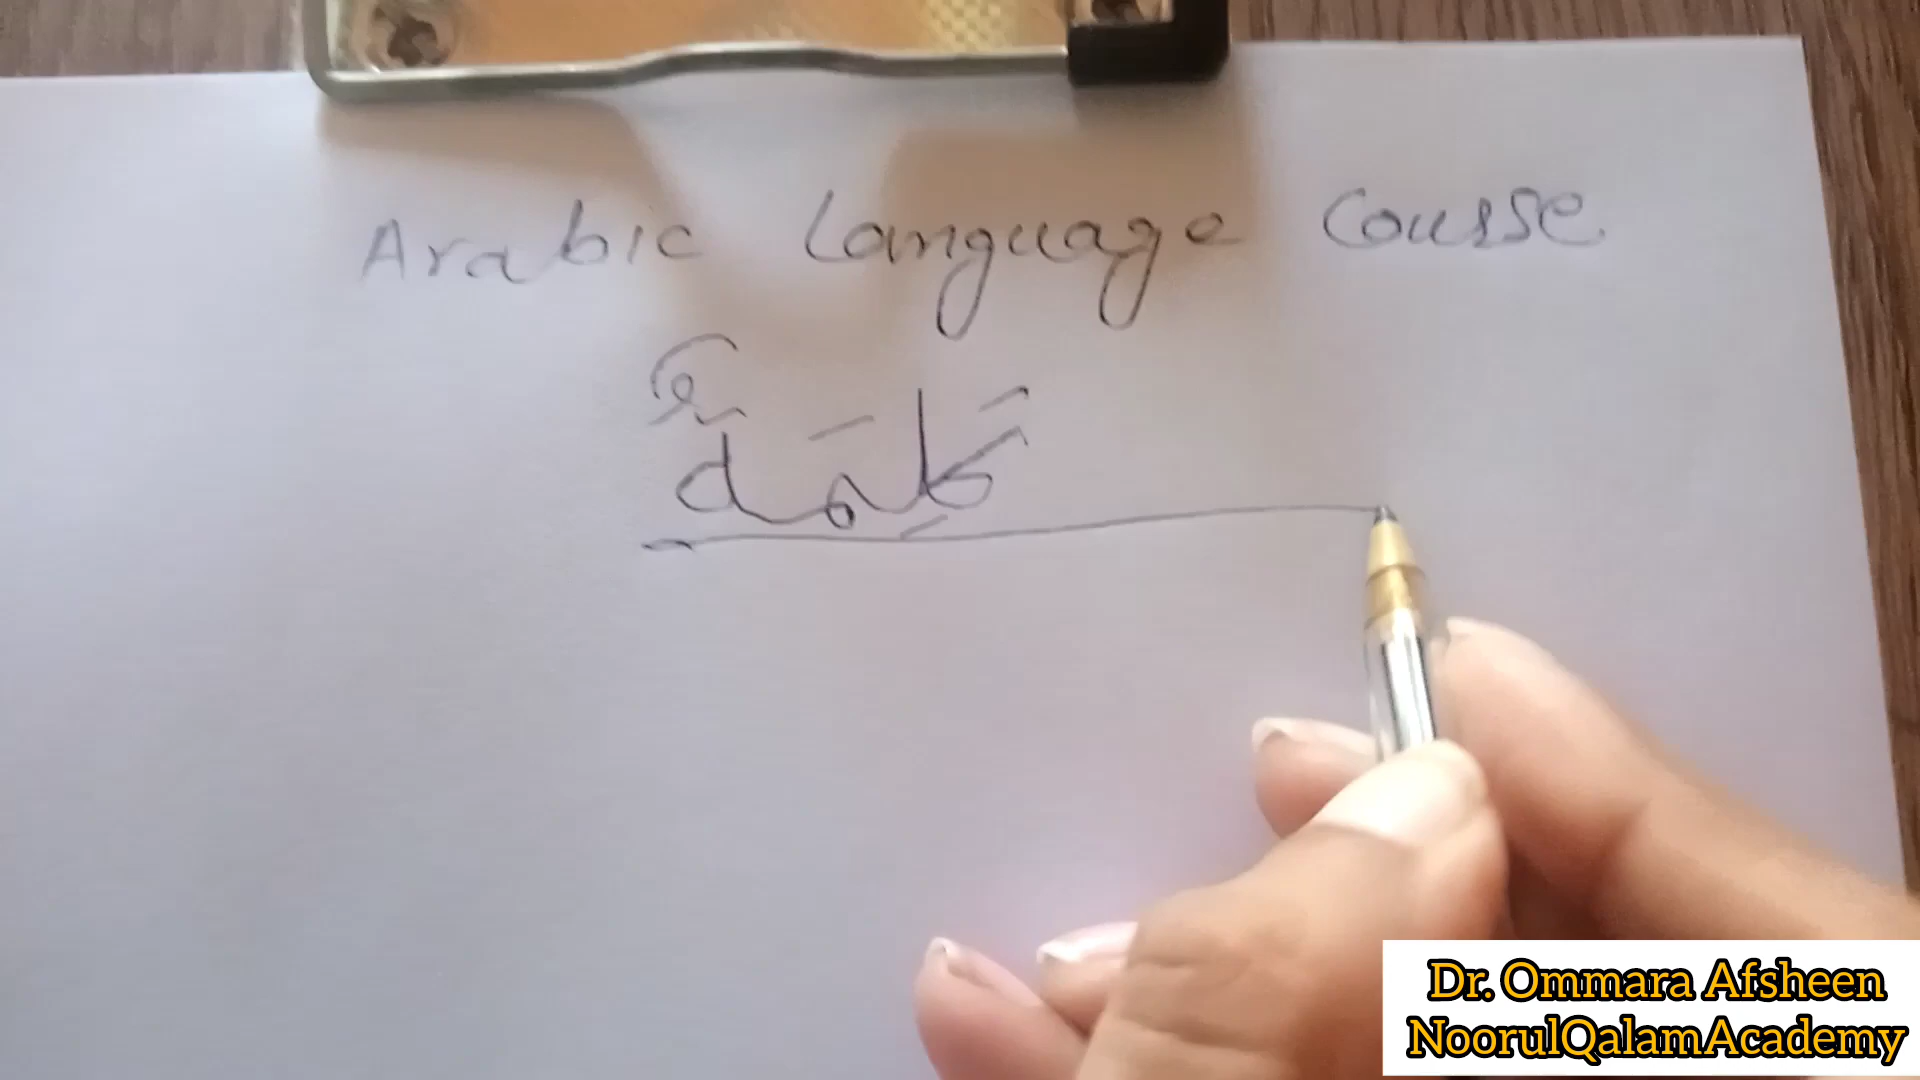 Arabic Language Course
كَلِمَةٌ
Dr. Ommara Afsheen
NoorulQalamAcademy